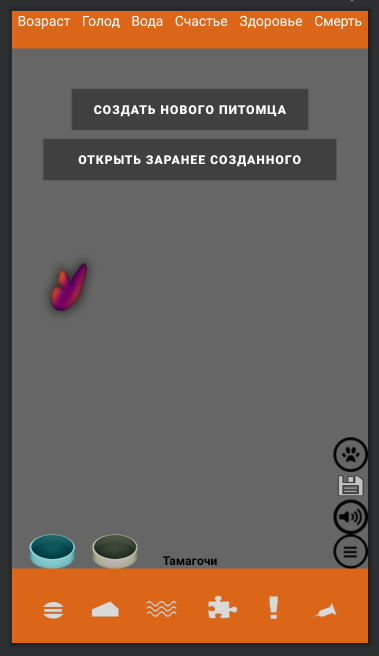 Возраст Голод Вода Счастье Здоровье Смерть
СОЗДАТЬ НОВОГО ПИТОМЦА
ОТКРЫТЬ ЗАРАНЕЕ СОЗДАННОГО
Тамагочи